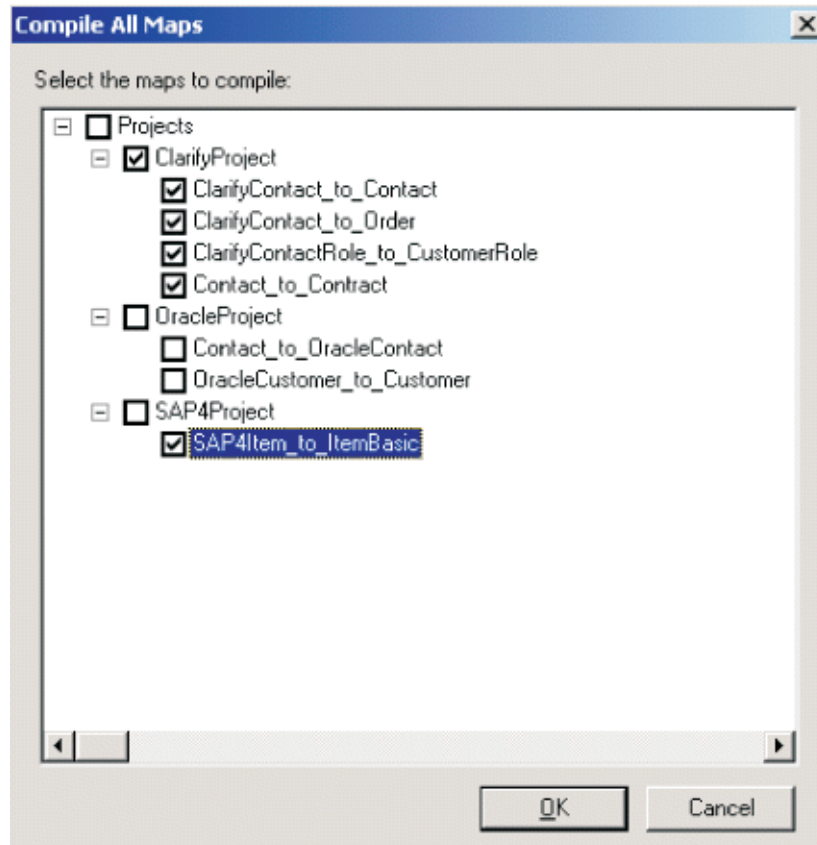 Compile All Maps
Select the maps to compile:
Projects
ClarifyProject
ClarifyContact_to_Contact
ClarifyContact_to_Order
ClarifyContactRole_to_CustomerRole
Contact_to_Contract
OracleProject
Contact_to_OracleContact
OracleCustomer_to_Customer
SAP4Project
SAP4Item_to_ItemBasic
OK Cancel